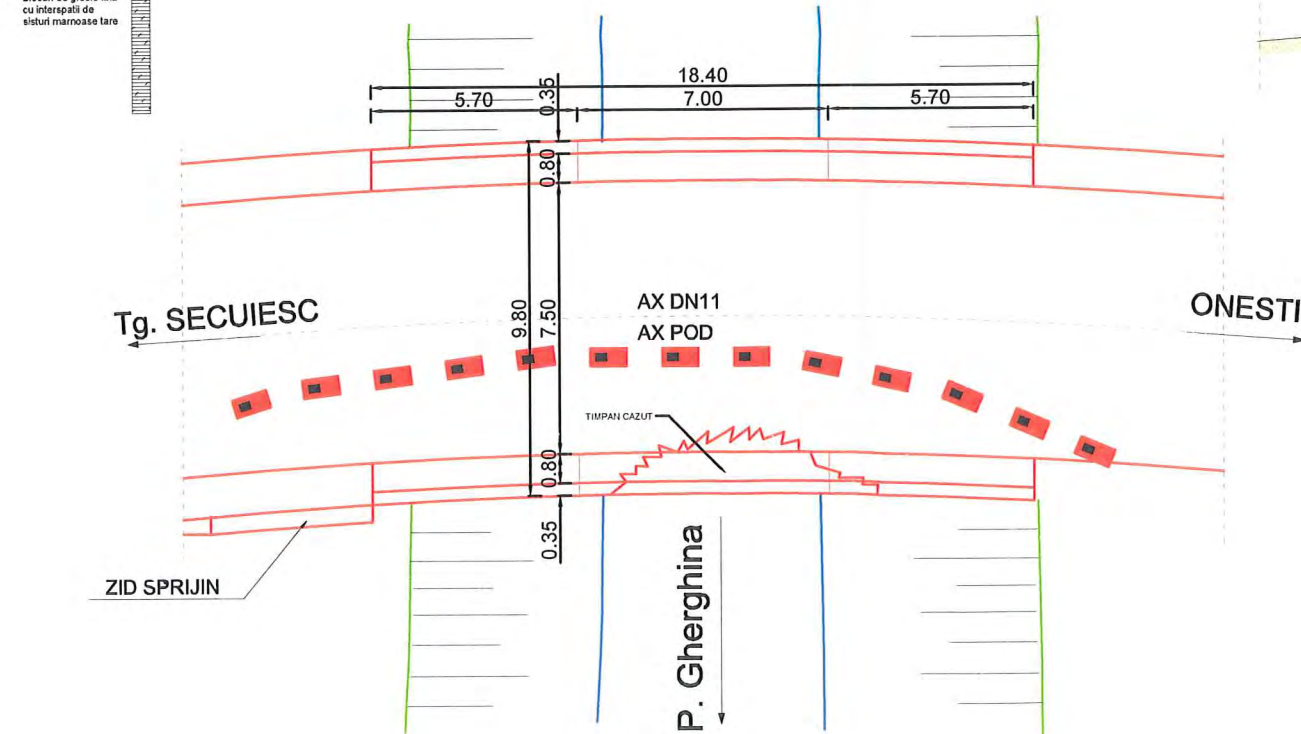 cu interspatii de
sisturi marnoase tare
18.40
5.70
7.00
5.70
0.35
0.80
9.80
7.50
0.80
0.35
Tg. SECUIESC
AX DN11
AX POD
ONESTI
TIMPAN CAZUT
ZID SPRIJIN
P. Gherghina